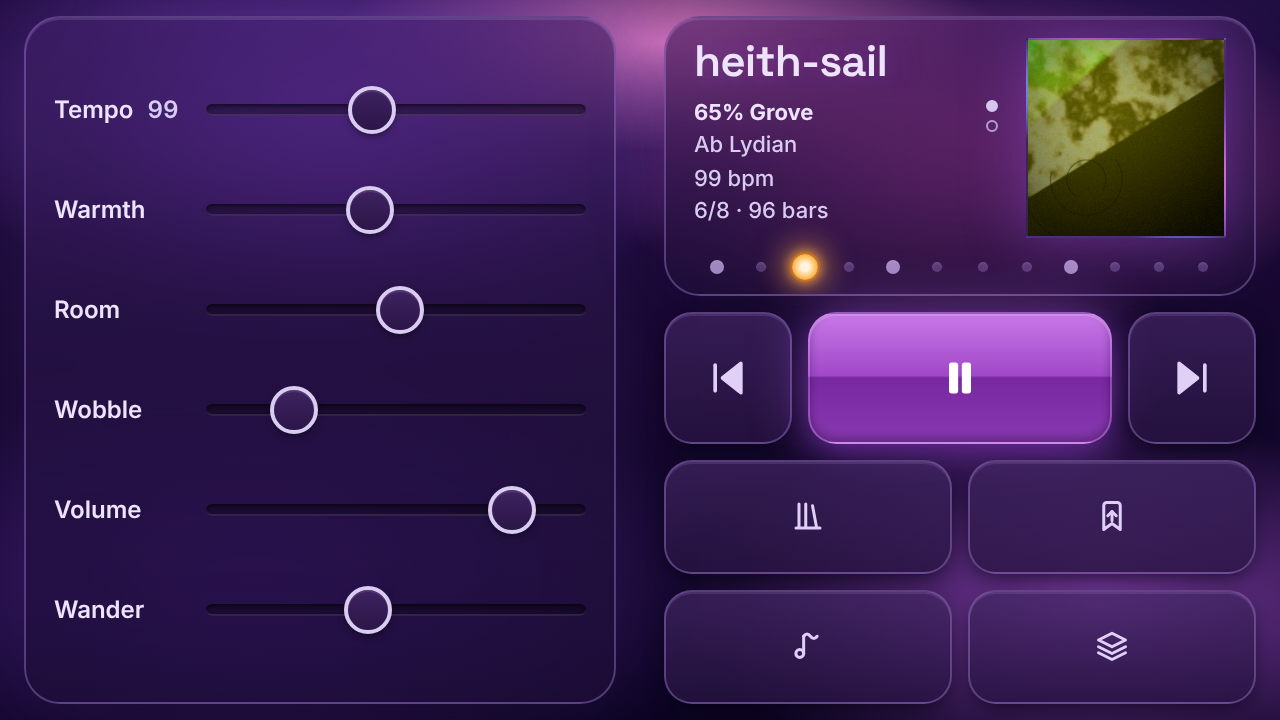 Tempo 99
Warmth
Room
Wobble
Volume
Wander
heith-sail
65% Grove
Ab Lydian
99 bpm
6/8 · 96 bars